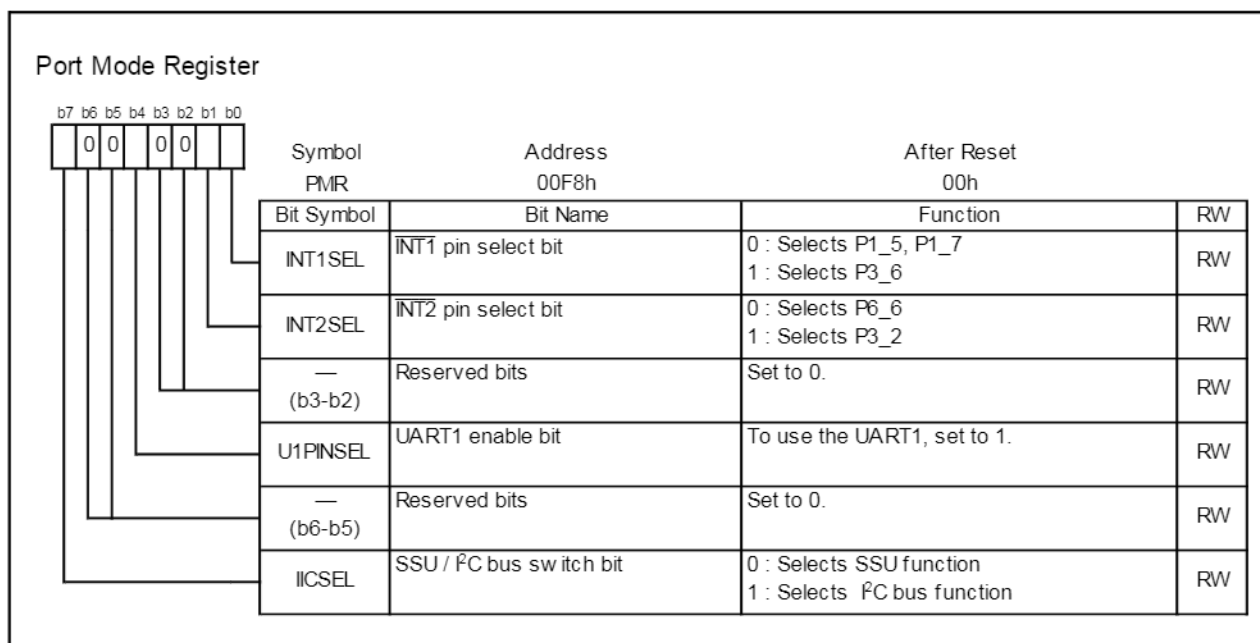 Port Mode Register
b7 b6 b5 b4 b3 b2 b1 b0
0 0 0 0
Symbol Address After Reset
PMR 00F8h 00h
Bit Symbol Bit Name Function RW
INT1SEL INT1 pin select bit 0 : Selects P1_5, P1_7 RW
1 : Selects P3_6
INT2SEL INT2 pin select bit 0 : Selects P6_6 RW
1 : Selects P3_2
— Reserved bits Set to 0. RW
(b3-b2)
U1PINSEL UART1 enable bit To use the UART1, set to 1. RW
— Reserved bits Set to 0. RW
(b6-b5)
IICSEL SSU / I²C bus switch bit 0 : Selects SSU function RW
1 : Selects I²C bus function